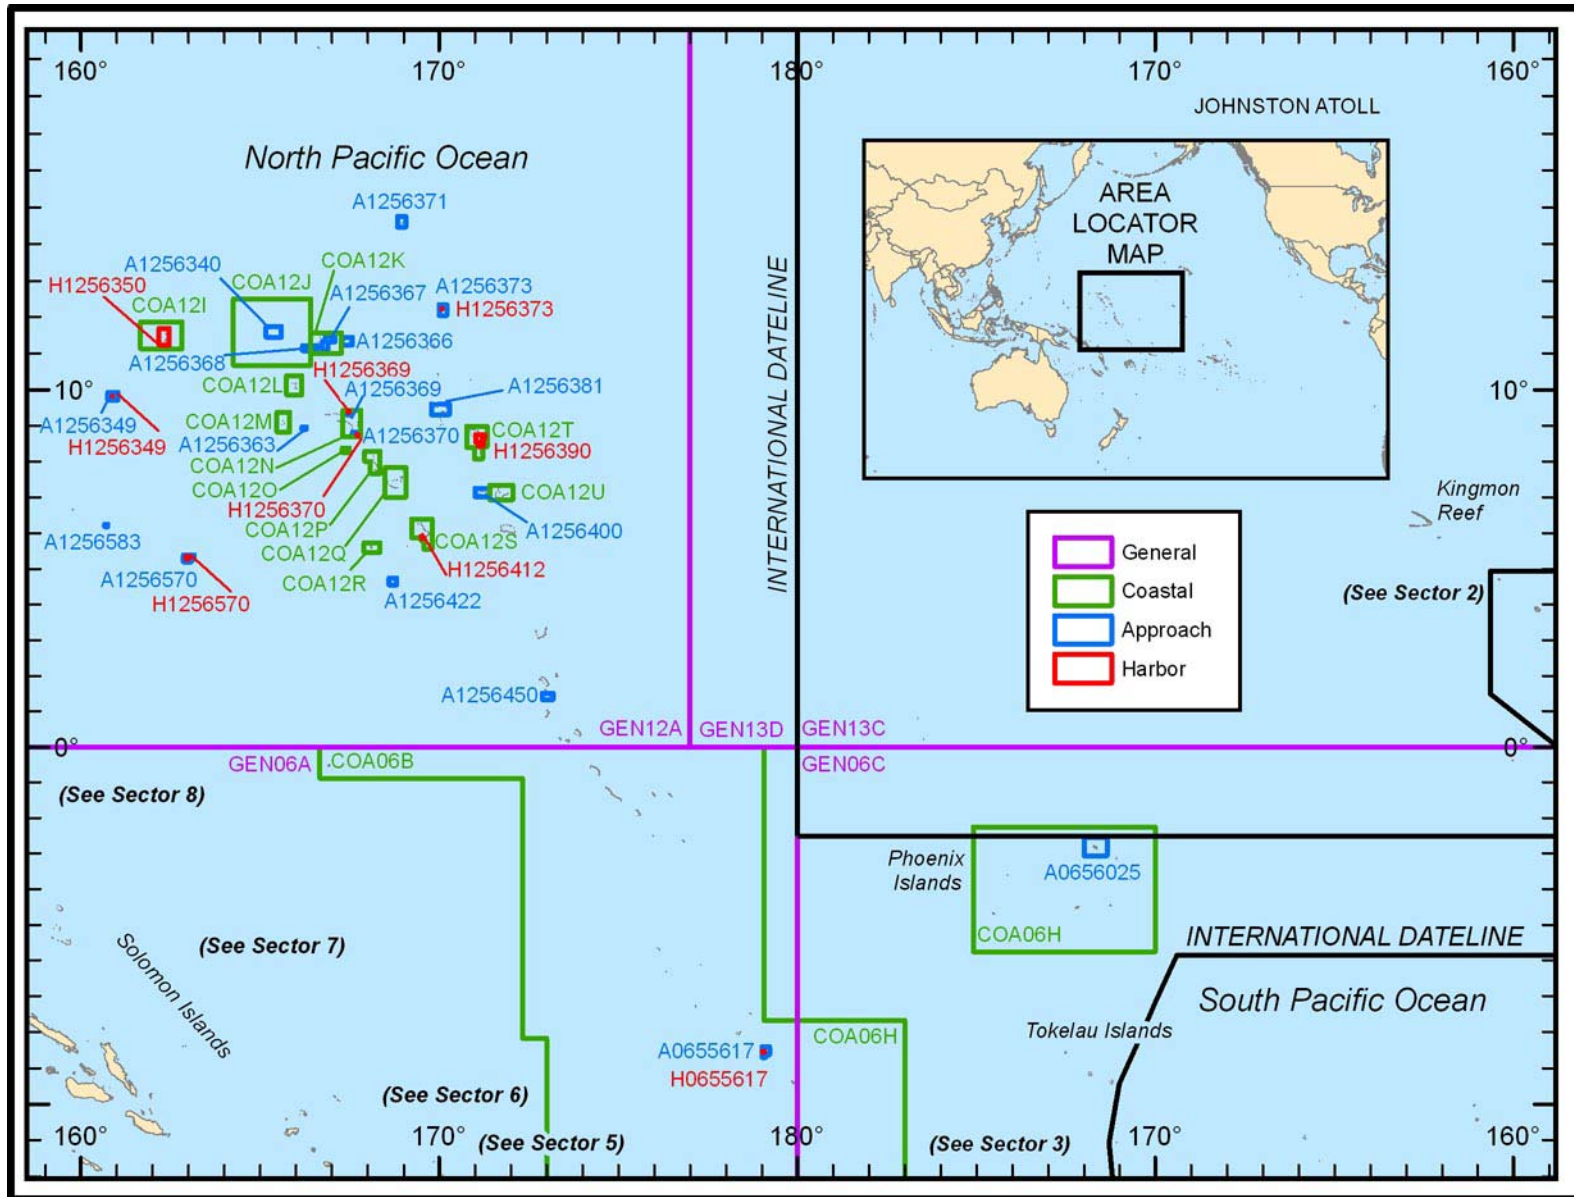 160°
170°
180°
170°
160°
JOHNSTON ATOLL
North Pacific Ocean
AREA
LOCATOR
MAP
A1256371
COA12K
A1256340
COA12J
H1256350
A1256367
A1256373
COA12I
H1256373
A1256366
A1256368
H1256369
10°
COA12L
A1256369
A1256381
10°
A1256349
COA12M
H1256349
A1256363
A1256370
COA12T
H1256390
COA12N
COA12O
COA12U
H1256370
COA12P
A1256400
A1256583
COA12Q
COA12S
COA12R
H1256412
A1256570
H1256570
A1256422
INTERNATIONAL DATELINE
Kingmon
Reef
General
Coastal
Approach
Harbor
(See Sector 2)
A1256450
GEN12A
GEN13D
GEN13C
0°
0°
GEN06A
COA06B
GEN06C
(See Sector 8)
Phoenix
Islands
A0656025
COA06H
INTERNATIONAL DATELINE
(See Sector 7)
Solomon Islands
South Pacific Ocean
Tokelau Islands
COA06H
A0655617
H0655617
(See Sector 6)
160°
170°
(See Sector 5)
180°
(See Sector 3)
170°
160°